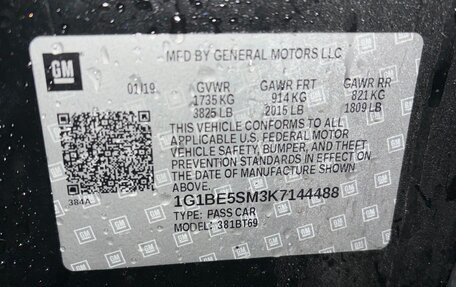 GM
MFD BY GENERAL MOTORS LLC
01/19 GVWR GAWR FRT GAWR RR
1735 KG 914 KG 821 KG
3825 LB 2015 LB 1809 LB
THIS VEHICLE CONFORMS TO ALL
APPLICABLE U.S. FEDERAL MOTOR
VEHICLE SAFETY, BUMPER, AND THEFT
PREVENTION STANDARDS IN EFFECT ON
THE DATE OF MANUFACTURE SHOWN
ABOVE.
384A
1G1BE5SM3K7144488
TYPE: PASS CAR
MODEL: 381BT69